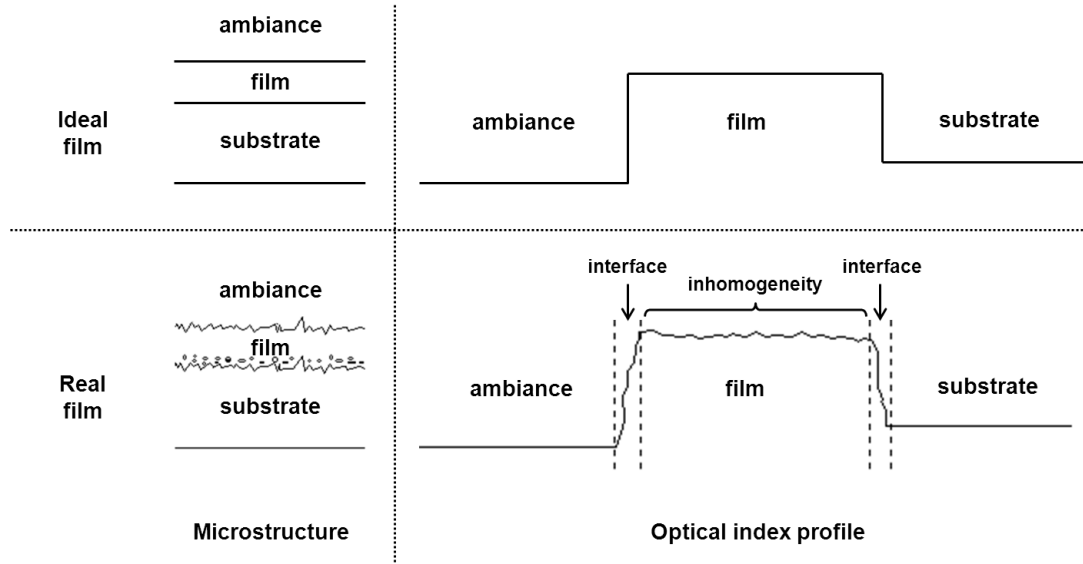 ambiance
film
substrate
Ideal
film
ambiance
film
substrate
interface
interface
inhomogeneity
ambiance
film
substrate
Real
film
ambiance
film
substrate
Microstructure
Optical index profile